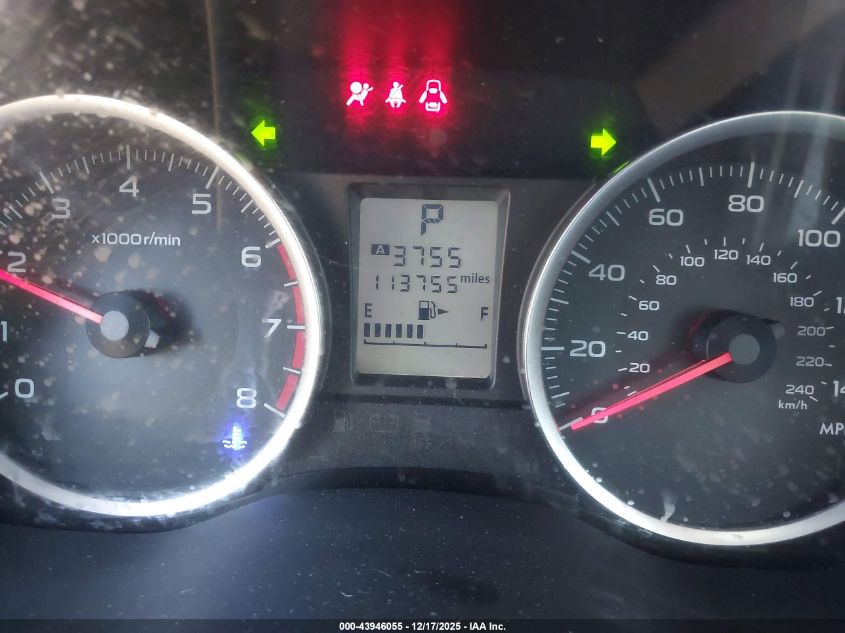 x1000 r/min
0 1 2 3 4 5 6 7 8
P
A 3755
113755 miles
E F
0 20 40 60 80 100
20 40 60 80 100 120 140 160 180 200 220 240
km/h
000-43946055 - 12/17/2025 - IAA Inc.